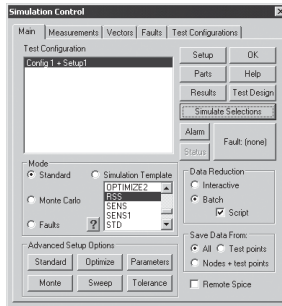 Simulation Control
Main Measurements Vectors Faults Test Configurations
Test Configuration
Config 1 + Setup1
Setup OK
Parts Help
Results Test Design
Simulate Selections
Alarm
Status
Fault: (none)
Mode
Standard
Monte Carlo
Faults
?
Simulation Template
OPTIMIZE2
RSS
SENS
SENS1
STD
Data Reduction
Interactive
Batch
Script
Advanced Setup Options
Standard Optimize Parameters
Monte Sweep Tolerance
Save Data From:
All Test points
Nodes + test points
Remote Spice